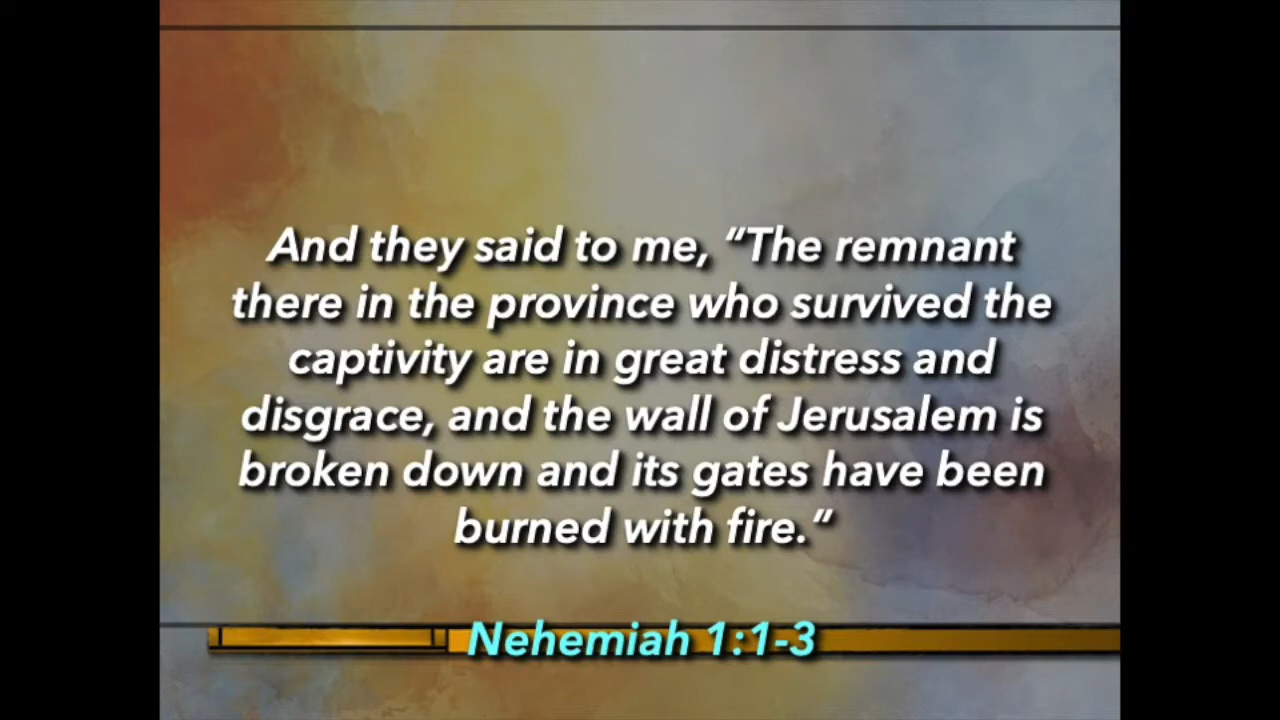 And they said to me, “The remnant
there in the province who survived the
captivity are in great distress and
disgrace, and the wall of Jerusalem is
broken down and its gates have been
burned with fire.”
Nehemiah 1:1-3